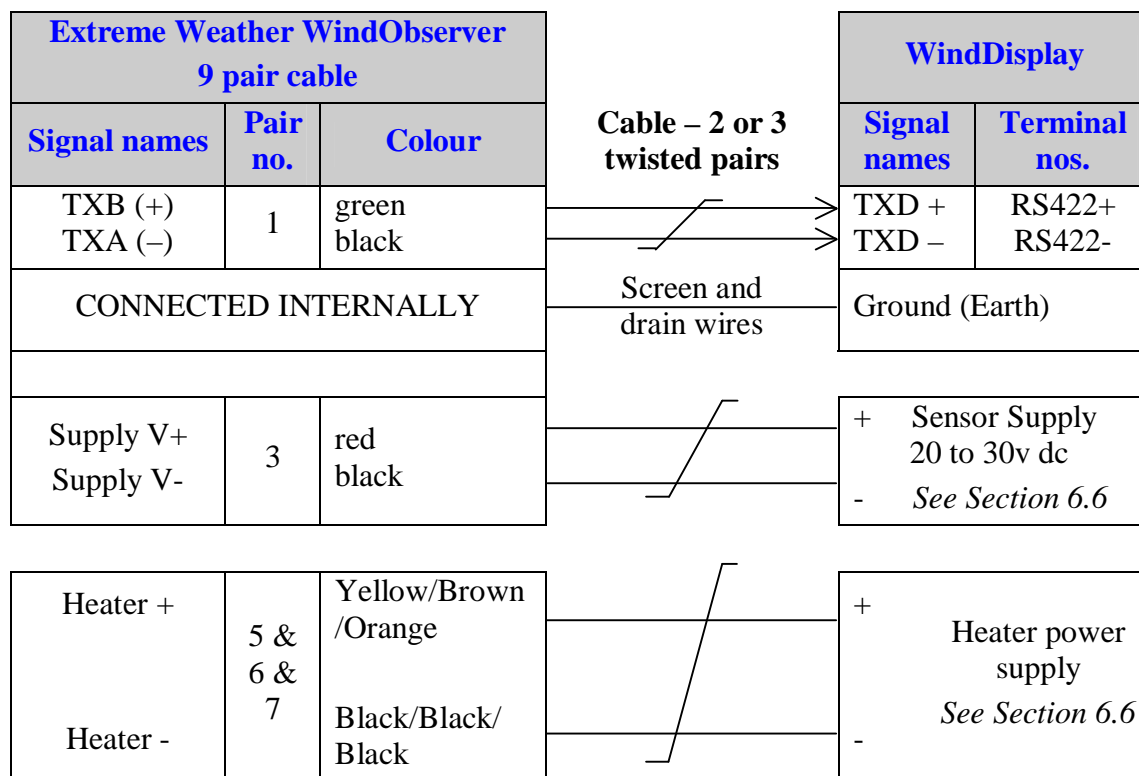 Extreme Weather WindObserver
9 pair cable
WindDisplay
Signal names
Pair no.
Colour
Cable – 2 or 3
twisted pairs
Signal names
Terminal nos.
TXB (+)
TXA (–)
1
green
black
TXD +
TXD –
RS422+
RS422-
CONNECTED INTERNALLY
Screen and
drain wires
Ground (Earth)
Supply V+
Supply V-
3
red
black
+ Sensor Supply
20 to 30v dc
- See Section 6.6
Heater +
Heater -
5 &
6 &
7
Yellow/Brown
/Orange
Black/Black/
Black
+
Heater power
supply
See Section 6.6
-